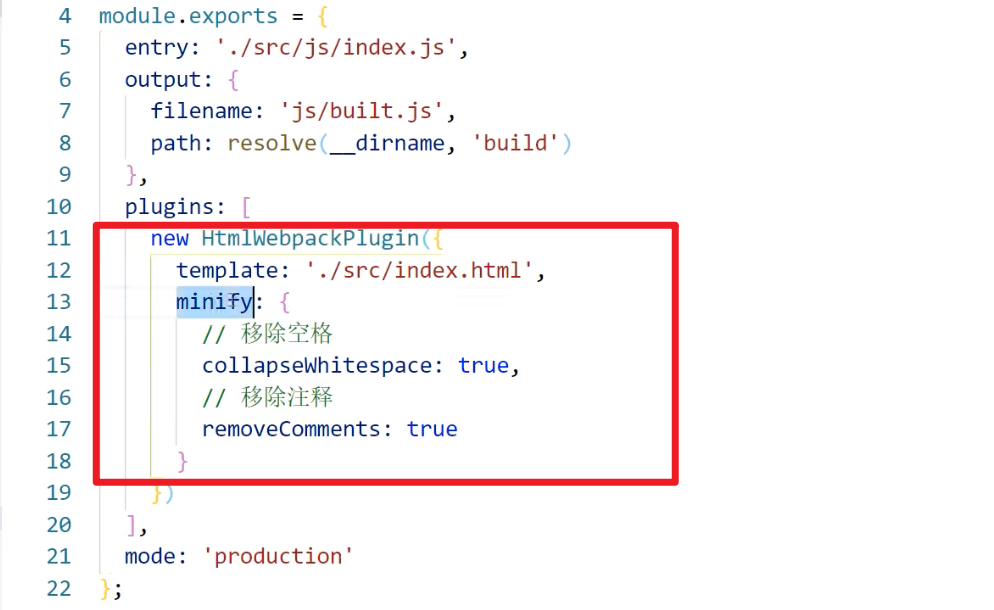 4 module.exports = {
5 entry: './src/js/index.js',
6 output: {
7 filename: 'js/built.js',
8 path: resolve(__dirname, 'build')
9 },
10 plugins: [
11 new HtmlWebpackPlugin({
12 template: './src/index.html',
13 minify: {
14 // 移除空格
15 collapseWhitespace: true,
16 // 移除注释
17 removeComments: true
18 }
19 })
20 ],
21 mode: 'production'
22 };